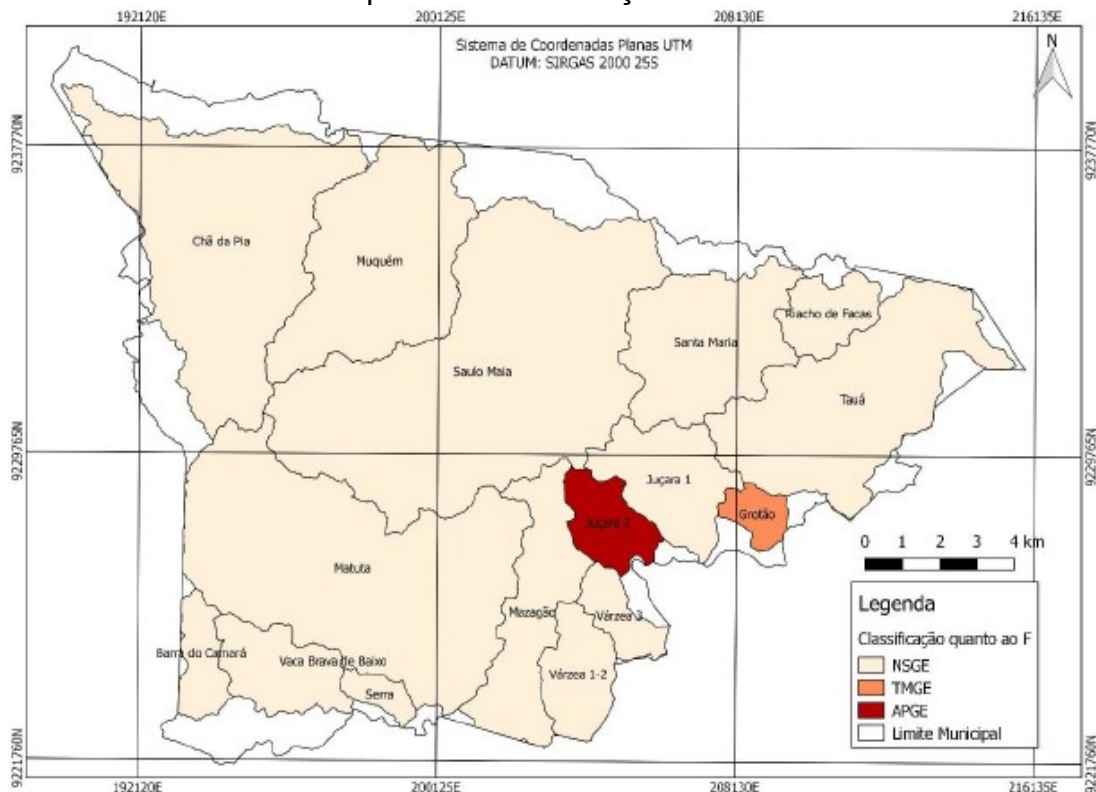 192120E 200125E 208130E 216135E
Sistema de Coordenadas Planas UTM
DATUM: SIRGAS 2000 25S
N
9237770N 9237770N
Chã da Pia
Muquém
Riacho de Facas
Santa Maria
Saulo Maia
Tauá
9229765N 9229765N
Juçara 1
Grotão
Juçara 2
0 1 2 3 4 km
Matuta
Mazagão
Várzea 3
Barra do Camará
Vaca Brava de Baixo
Várzea 1-2
Serra
Legenda
Classificação quanto ao F
NSGE
TMGE
APGE
Limite Municipal
9221760N 9221760N
192120E 200125E 208130E 216135E